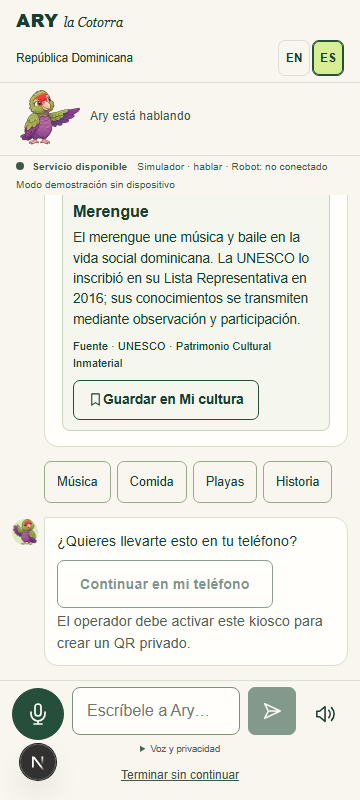 ARY la Cotorra
República Dominicana
EN
ES
Ary está hablando
Servicio disponible Simulador · hablar · Robot: no conectado
Modo demostración sin dispositivo
Merengue
El merengue une música y baile en la
vida social dominicana. La UNESCO lo
inscribió en su Lista Representativa en
2016; sus conocimientos se transmiten
mediante observación y participación.
Fuente · UNESCO · Patrimonio Cultural
Inmaterial
Guardar en Mi cultura
Música
Comida
Playas
Historia
¿Quieres llevarte esto en tu teléfono?
Continuar en mi teléfono
El operador debe activar este kiosco para
crear un QR privado.
Escríbele a Ary...
N
Voz y privacidad
Terminar sin continuar